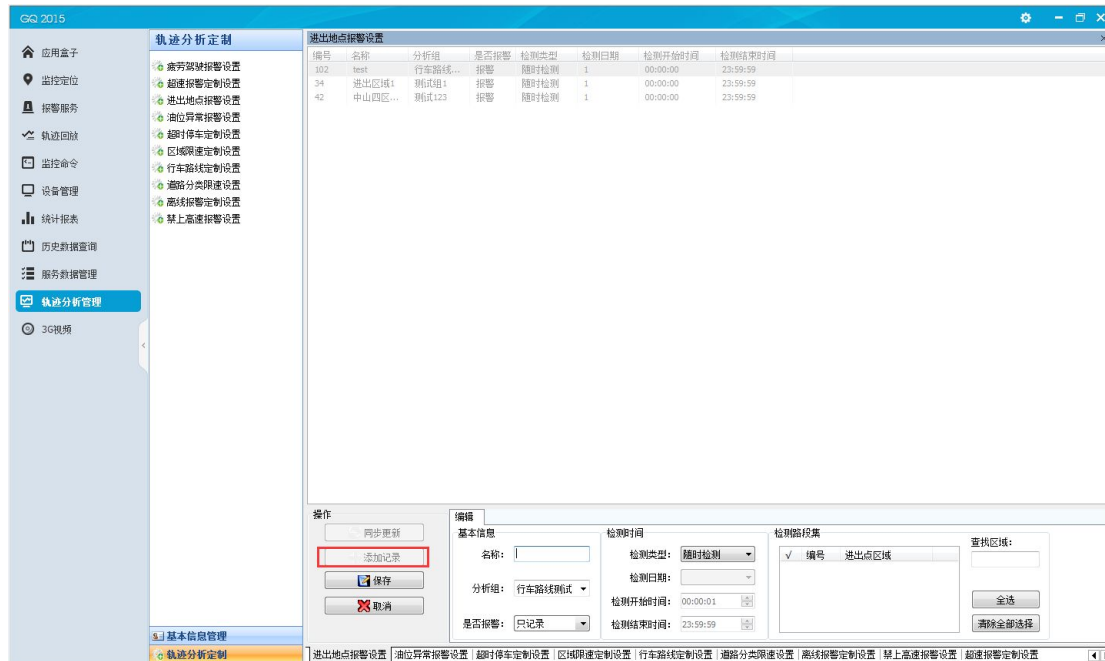 GQ 2015
应用盒子
监控定位
报警服务
轨迹回放
监控命令
设备管理
统计报表
历史数据查询
服务数据管理
轨迹分析管理
3G视频
轨迹分析定制
疲劳驾驶报警设置
超速报警定制设置
进出地点报警设置
油位异常报警设置
超时停车定制设置
区域限速定制设置
行车路线定制设置
道路分类限速设置
离线报警定制设置
禁上高速报警设置
基本信息管理
轨迹分析定制
进出地点报警设置
编号 名称 分析组 是否报警 检测类型 检测日期 检测开始时间 检测结束时间
102 test 行车路线... 报警 随时检测 1 00:00:00 23:59:59
34 进出区域1 测试组1 报警 随时检测 1 00:00:00 23:59:59
42 中山四区... 测试123 报警 随时检测 1 00:00:00 23:59:59
操作
同步更新
添加记录
保存
取消
编辑
基本信息
名称：
分析组： 行车路线测试
是否报警： 只记录
检测时间
检测类型： 随时检测
检测日期：
检测开始时间： 00:00:01
检测结束时间： 23:59:59
检测路段集
√ 编号 进出点区域
查找区域：
全选
清除全部选择
进出地点报警设置 油位异常报警设置 超时停车定制设置 区域限速定制设置 行车路线定制设置 道路分类限速设置 离线报警定制设置 禁上高速报警设置 超速报警定制设置